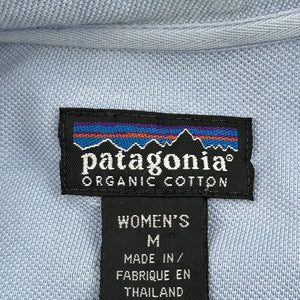 patagonia®
ORGANIC COTTON
WOMEN'S
M
MADE IN/
FABRIQUE EN
THAILAND